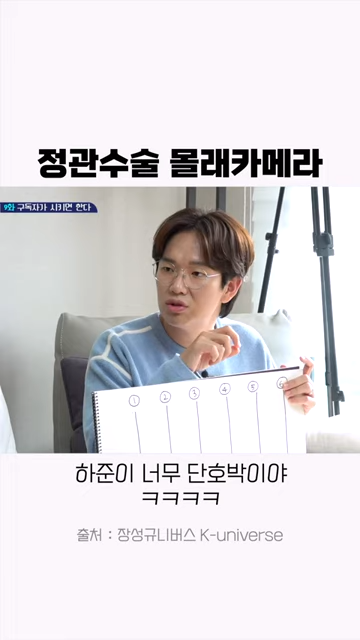 정관수술 몰래카메라
9화 구독자가 시키면 한다
① ② ③ ④ ⑤ ⑥
하준이 너무 단호박이야
ㅋㅋㅋㅋ
출처 : 장성규니버스 K-universe